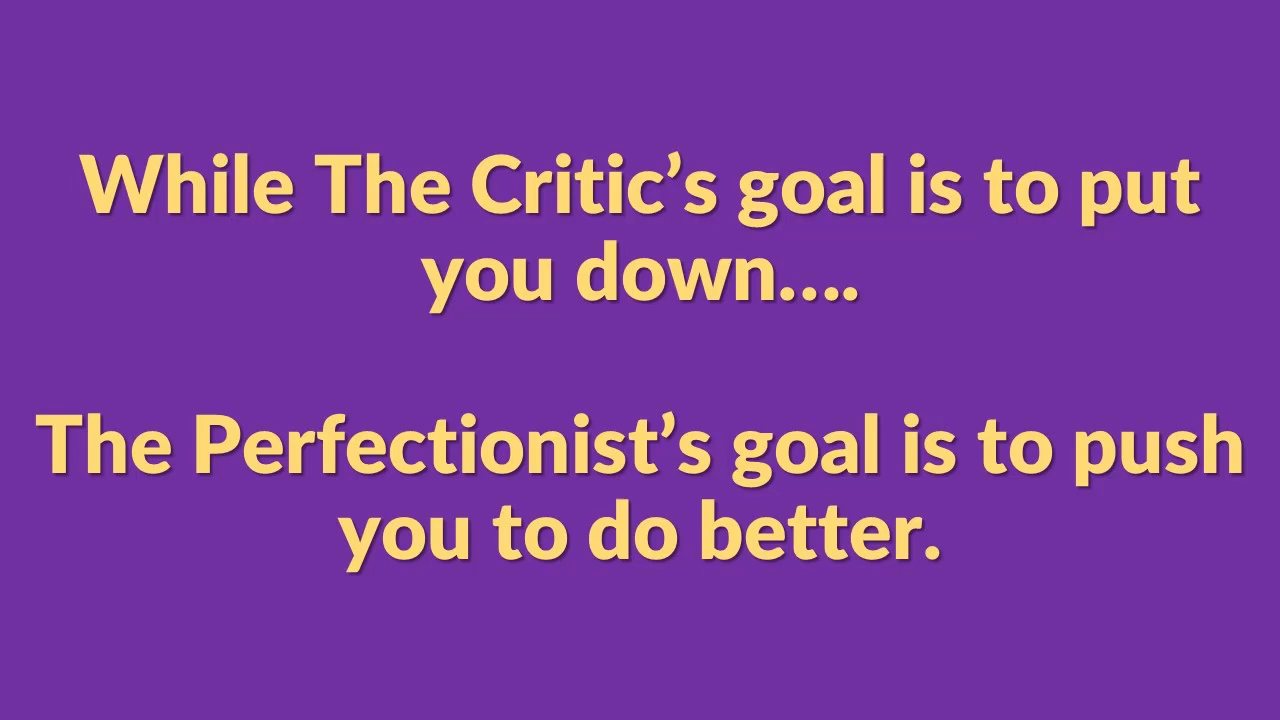 While The Critic’s goal is to put
you down....
The Perfectionist’s goal is to push
you to do better.